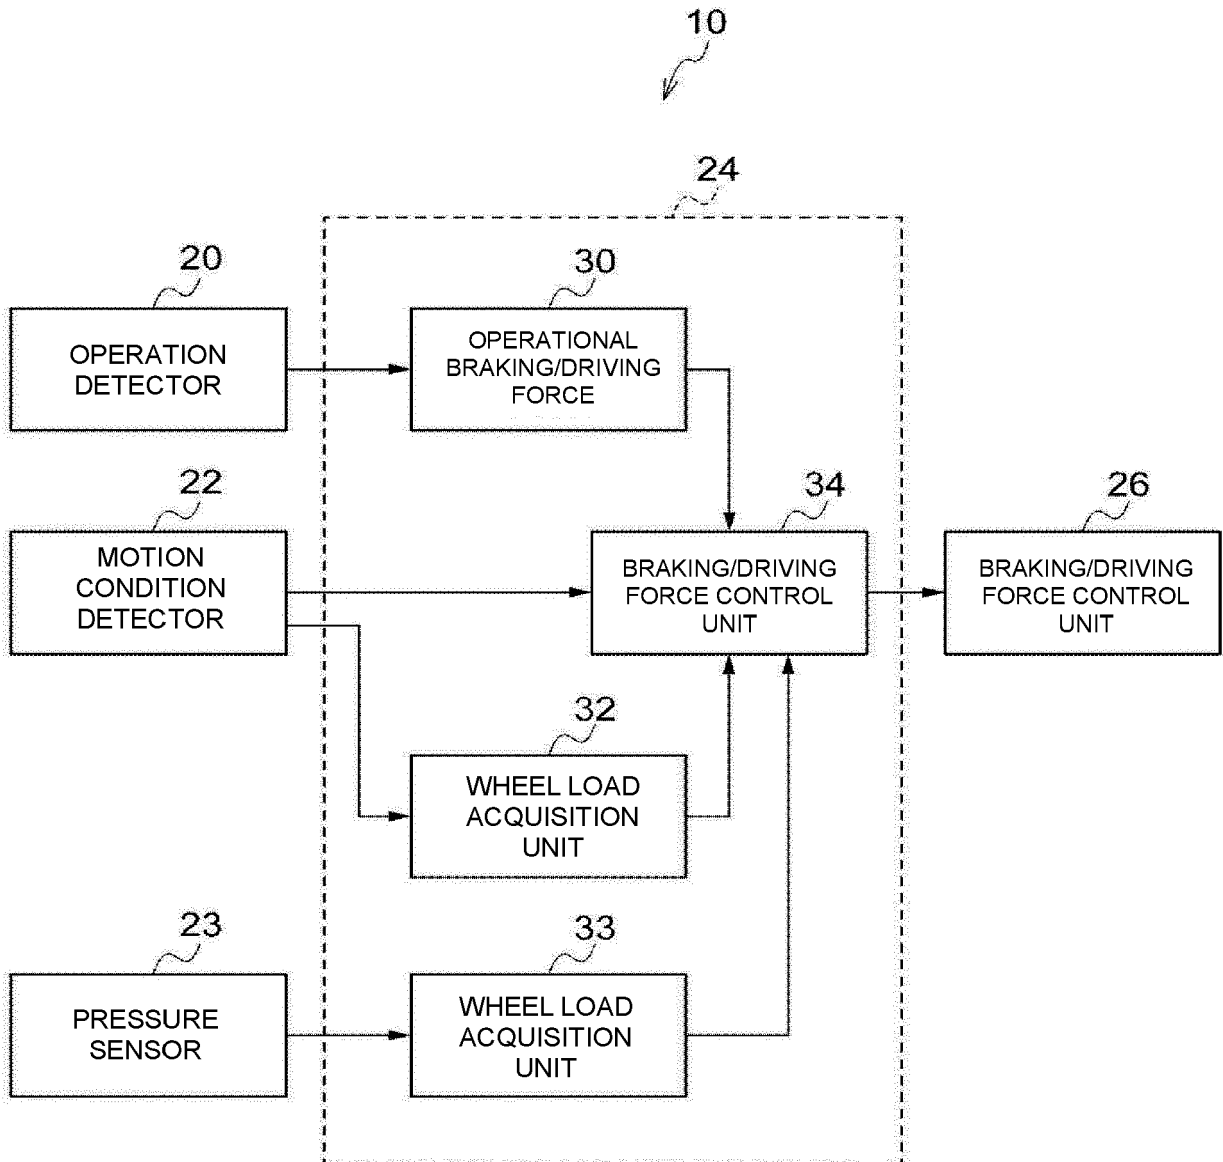 10
24
20
30
OPERATION
DETECTOR
OPERATIONAL
BRAKING/DRIVING
FORCE
22
34
26
MOTION
CONDITION
DETECTOR
BRAKING/DRIVING
FORCE CONTROL
UNIT
BRAKING/DRIVING
FORCE CONTROL
UNIT
32
WHEEL LOAD
ACQUISITION
UNIT
23
33
PRESSURE
SENSOR
WHEEL LOAD
ACQUISITION
UNIT